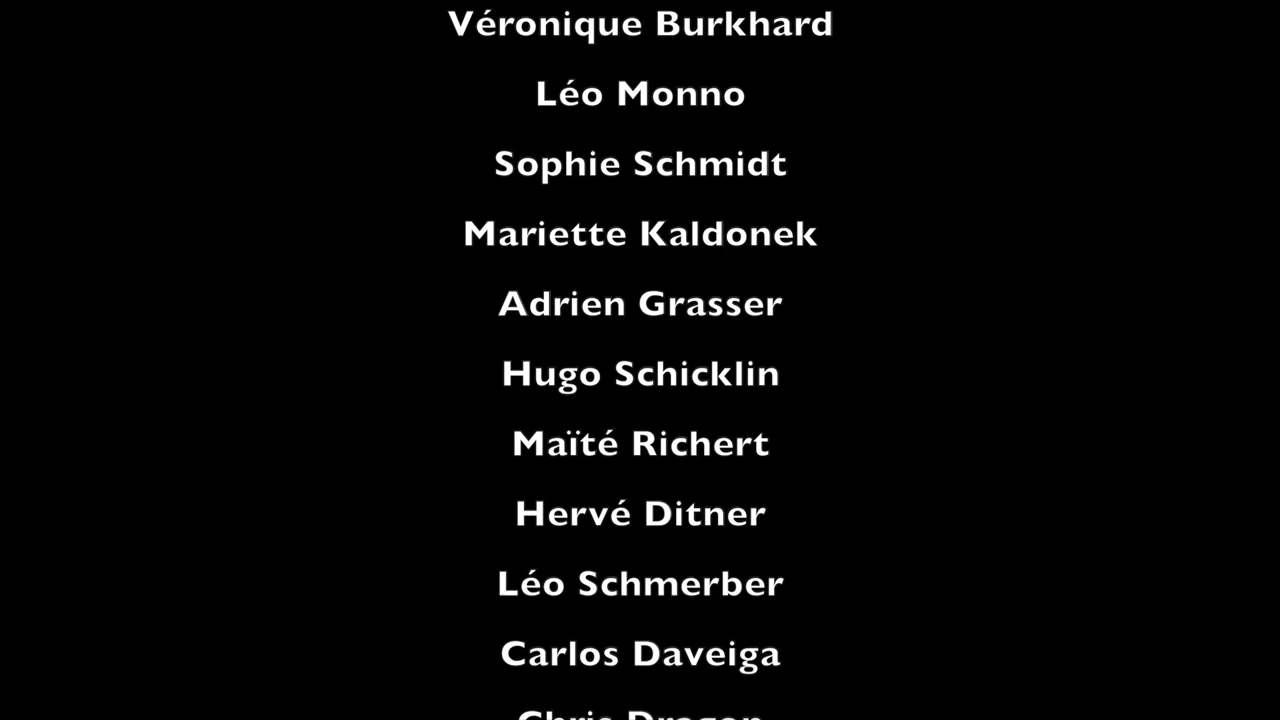 Véronique Burkhard
Léo Monno
Sophie Schmidt
Mariette Kaldonek
Adrien Grasser
Hugo Schicklin
Maïté Richert
Hervé Ditner
Léo Schmerber
Carlos Daveiga
Chris Dragon